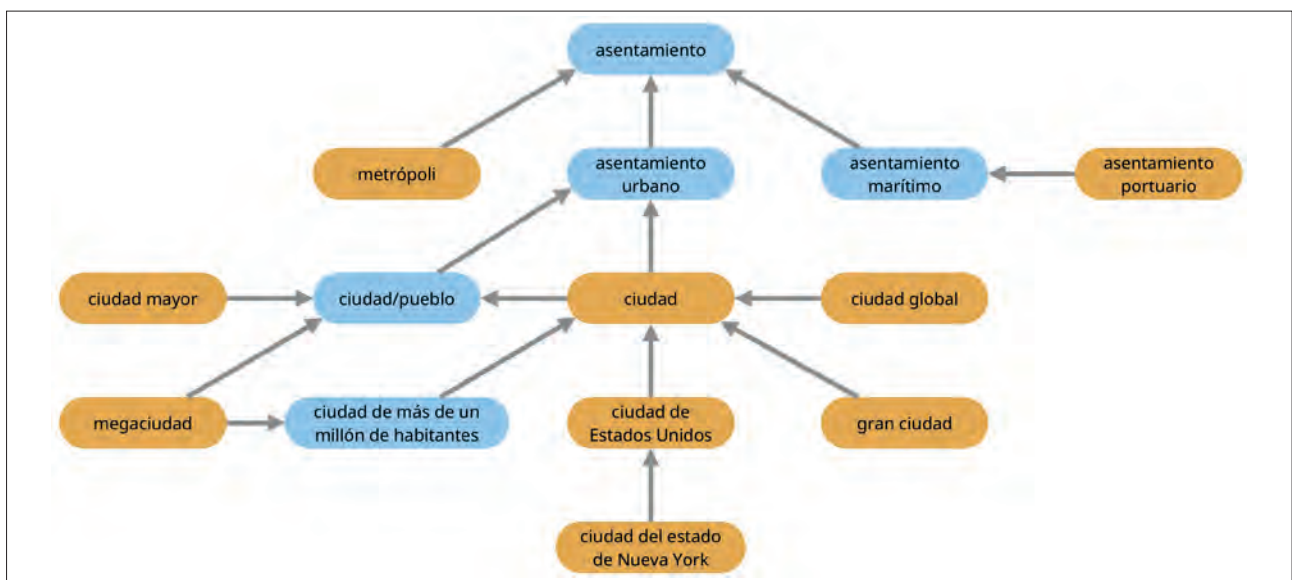 asentamiento
metrópoli
asentamiento
urbano
asentamiento
marítimo
asentamiento
portuario
ciudad mayor
ciudad/pueblo
ciudad
ciudad global
megaciudad
ciudad de más de un
millón de habitantes
ciudad de
Estados Unidos
gran ciudad
ciudad del estado
de Nueva York